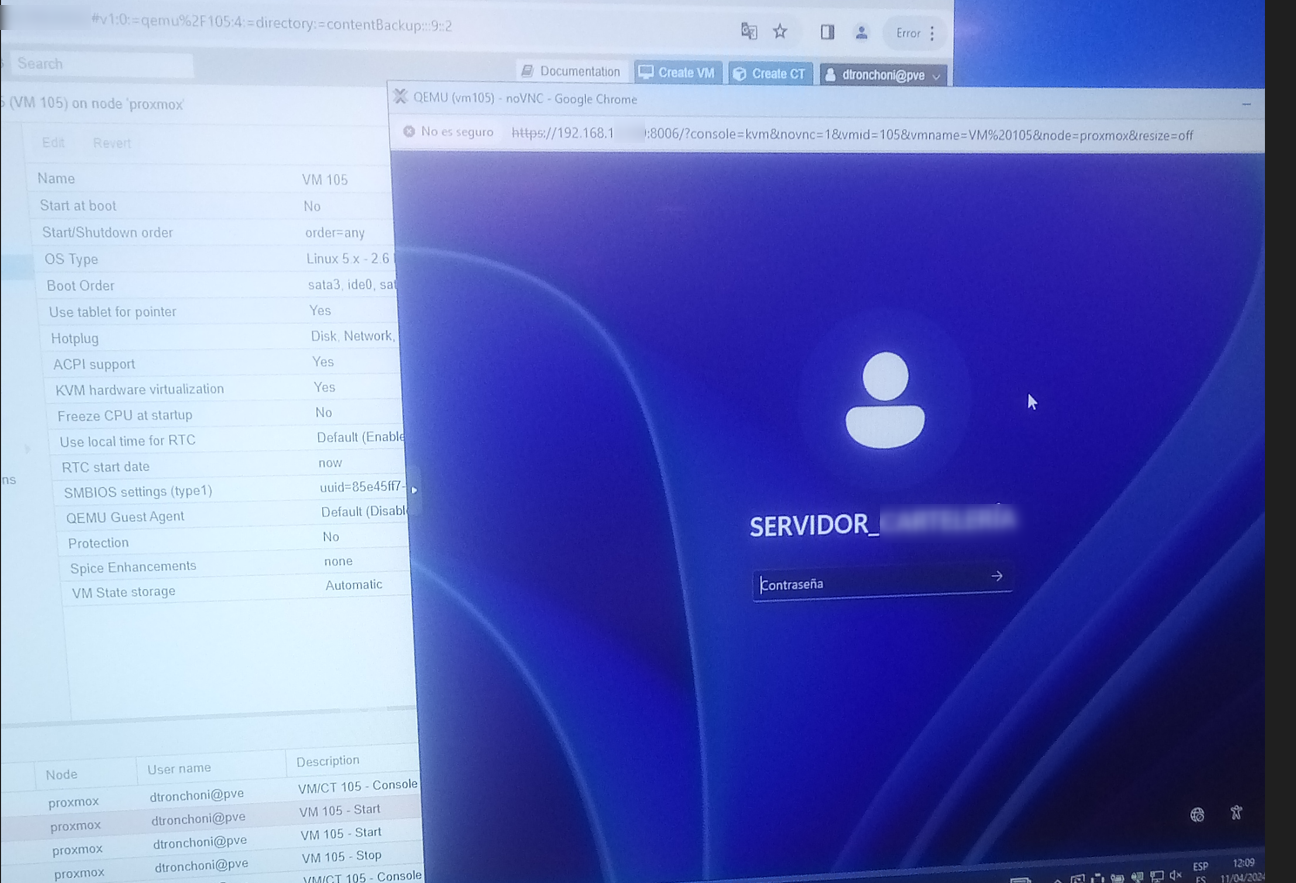 #v1:0:=qemu%2F105:4:=directory:=contentBackup:::9::2
Error
Search
Documentation
Create VM
Create CT
dtronchoni@pve
(VM 105) on node 'proxmox'
QEMU (vm105) - noVNC - Google Chrome
No es seguro
https://192.168.1
:8006/?console=kvm&novnc=1&vmid=105&vmname=VM%20105&node=proxmox&resize=off
Edit
Revert
Name VM 105
Start at boot No
Start/Shutdown order order=any
OS Type Linux 5 x - 2.6
Boot Order sata3, ide0,
Use tablet for pointer Yes
Hotplug Disk, Network,
ACPI support Yes
KVM hardware virtualization Yes
Freeze CPU at startup No
Use local time for RTC Default (Enable
RTC start date now
SMBIOS settings (type1) uuid=85e45ff7-
QEMU Guest Agent Default (Disabl
Protection No
Spice Enhancements none
VM State storage Automatic
ns
SERVIDOR_
Contraseña
Node User name Description
proxmox dtronchoni@pve VM/CT 105 - Console
proxmox dtronchoni@pve VM 105 - Start
proxmox dtronchoni@pve VM 105 - Start
proxmox dtronchoni@pve VM 105 - Stop
VM/CT 105 - Console
ESP
ES
12:09
11/04/2024